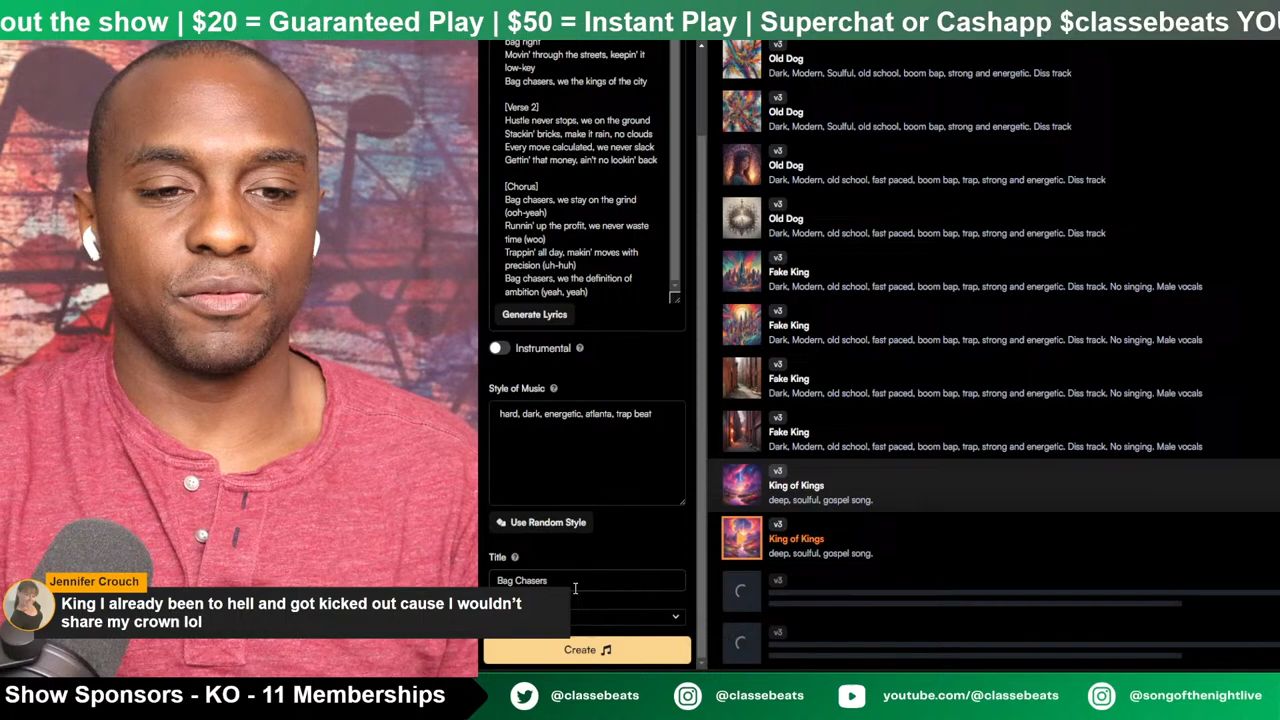 out the show | $20 = Guaranteed Play | $50 = Instant Play | Superchat or Cashapp $classebeats YOU
bag right
Movin' through the streets, keepin' it
low-key
Bag chasers, we the kings of the city
[Verse 2]
Hustle never stops, we on the ground
Stackin' bricks, make it rain, no clouds
Every move calculated, we never slack
Gettin' that money, ain't no lookin' back
[Chorus]
Bag chasers, we stay on the grind
(ooh-yeah)
Runnin' up the profit, we never waste
time (woo)
Trappin' all day, makin' moves with
precision (uh-huh)
Bag chasers, we the definition of
ambition (yeah, yeah)
Generate Lyrics
Instrumental
Style of Music
hard, dark, energetic, atlanta, trap beat
Use Random Style
Title
Bag Chasers
Create
v3
Old Dog
Dark, Modern, Soulful, old school, boom bap, strong and energetic. Diss track
v3
Old Dog
Dark, Modern, Soulful, old school, boom bap, strong and energetic. Diss track
v3
Old Dog
Dark, Modern, old school, fast paced, boom bap, trap, strong and energetic. Diss track
v3
Old Dog
Dark, Modern, old school, fast paced, boom bap, trap, strong and energetic. Diss track
v3
Fake King
Dark, Modern, old school, fast paced, boom bap, trap, strong and energetic. Diss track. No singing. Male vocals
v3
Fake King
Dark, Modern, old school, fast paced, boom bap, trap, strong and energetic. Diss track. No singing. Male vocals
v3
Fake King
Dark, Modern, old school, fast paced, boom bap, trap, strong and energetic. Diss track. No singing. Male vocals
v3
Fake King
Dark, Modern, old school, fast paced, boom bap, trap, strong and energetic. Diss track. No singing. Male vocals
v3
King of Kings
deep, soulful, gospel song.
v3
King of Kings
deep, soulful, gospel song.
v3
v3
Jennifer Crouch
King I already been to hell and got kicked out cause I wouldn't
share my crown lol
Show Sponsors - KO - 11 Memberships
@classebeats
@classebeats
youtube.com/@classebeats
@songofthenightlive